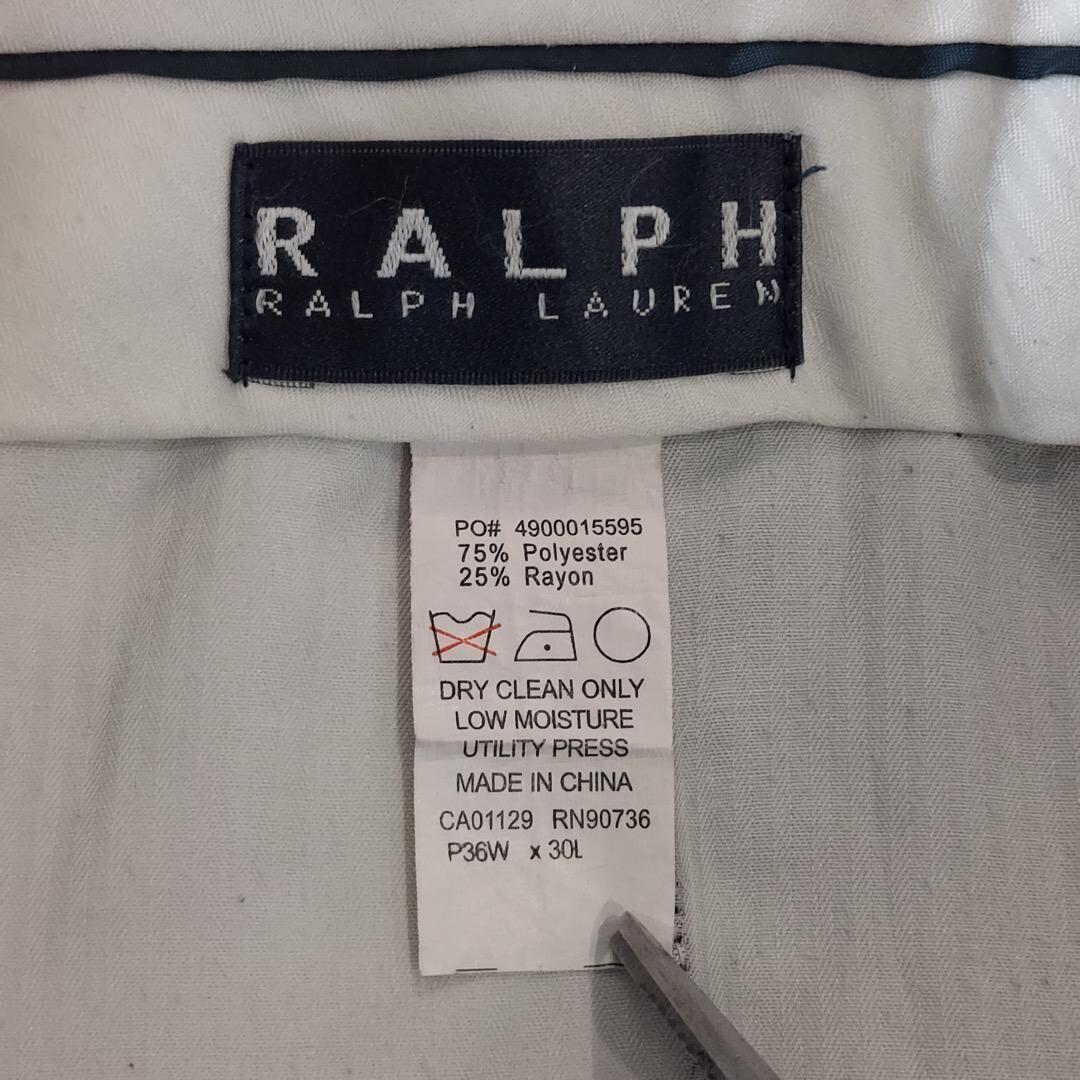 RALPH
RALPH LAUREN
PO# 4900015595
75% Polyester
25% Rayon
DRY CLEAN ONLY
LOW MOISTURE
UTILITY PRESS
MADE IN CHINA
CA01129 RN90736
P36W x 30L